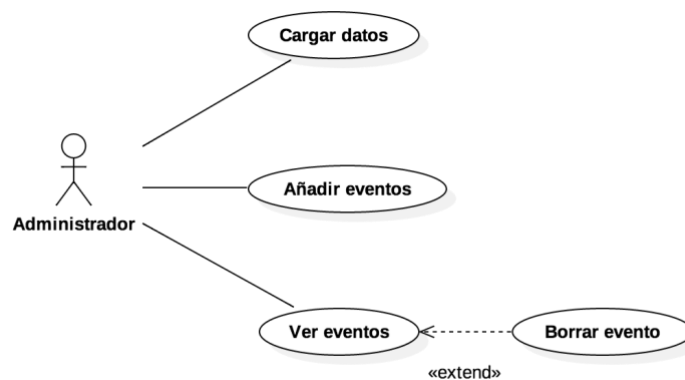 Cargar datos
Añadir eventos
Administrador
Ver eventos
Borrar evento
«extend»